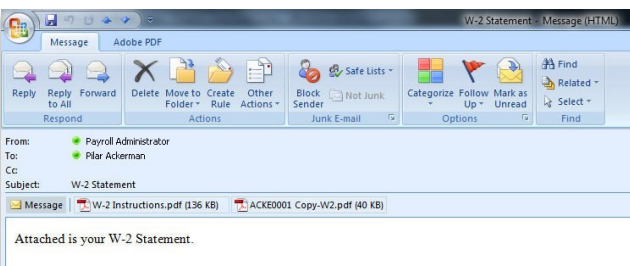 W-2 Statement - Message (HTML)
Message Adobe PDF
Reply Reply to All Forward Delete Move to Folder Create Rule Other Actions Block Sender Safe Lists Not Junk Categorize Follow Up Mark as Unread Find Related Select
Respond Actions Junk E-mail Options Find
From: Payroll Administrator
To: Pilar Ackerman
Cc:
Subject: W-2 Statement
Message W-2 Instructions.pdf (136 KB) ACKE0001 Copy-W2.pdf (40 KB)
Attached is your W-2 Statement.